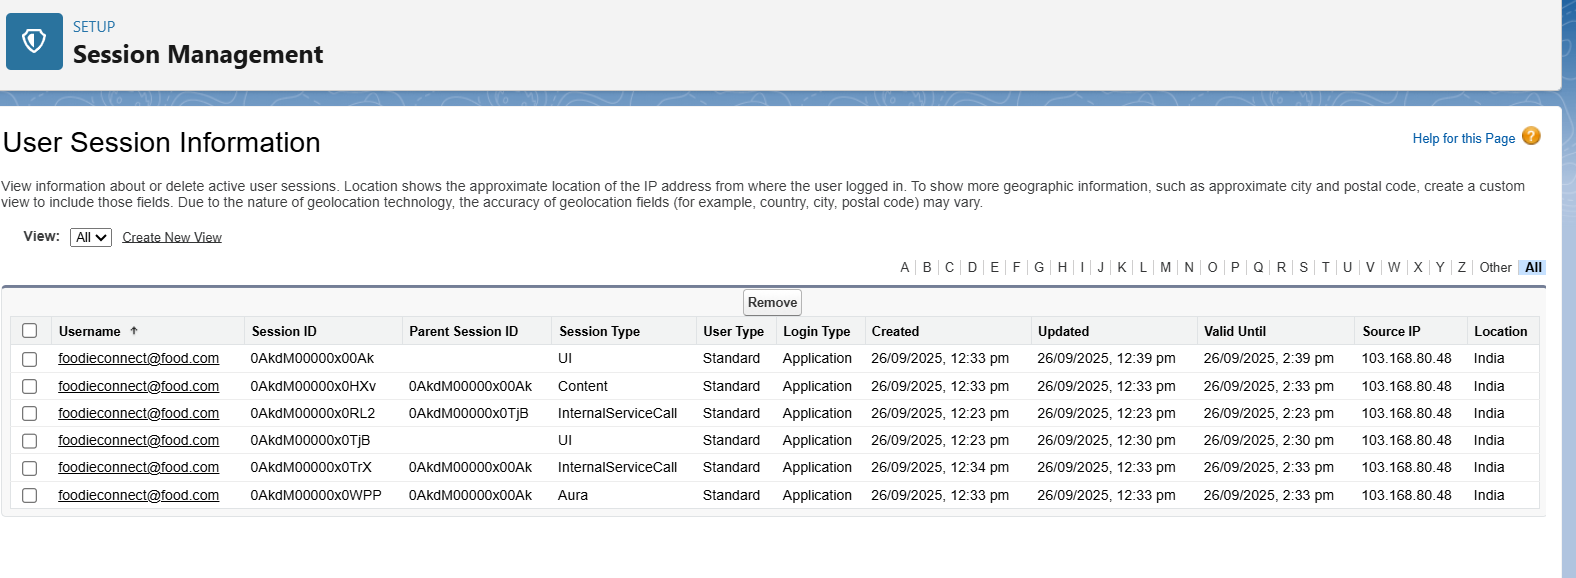 SETUP
Session Management
User Session Information
Help for this Page ?
View information about or delete active user sessions. Location shows the approximate location of the IP address from where the user logged in. To show more geographic information, such as approximate city and postal code, create a custom
view to include those fields. Due to the nature of geolocation technology, the accuracy of geolocation fields (for example, country, city, postal code) may vary.
View: All Create New View
A | B | C | D | E | F | G | H | I | J | K | L | M | N | O | P | Q | R | S | T | U | V | W | X | Y | Z | Other | All
Remove
Username ↑ Session ID Parent Session ID Session Type User Type Login Type Created Updated Valid Until Source IP Location
foodieconnect@food.com 0AkdM00000x00Ak UI Standard Application 26/09/2025, 12:33 pm 26/09/2025, 12:39 pm 26/09/2025, 2:39 pm 103.168.80.48 India
foodieconnect@food.com 0AkdM00000x0HXv 0AkdM00000x00Ak Content Standard Application 26/09/2025, 12:33 pm 26/09/2025, 12:33 pm 26/09/2025, 2:33 pm 103.168.80.48 India
foodieconnect@food.com 0AkdM00000x0RL2 0AkdM00000x0TjB InternalServiceCall Standard Application 26/09/2025, 12:23 pm 26/09/2025, 12:23 pm 26/09/2025, 2:23 pm 103.168.80.48 India
foodieconnect@food.com 0AkdM00000x0TjB UI Standard Application 26/09/2025, 12:23 pm 26/09/2025, 12:30 pm 26/09/2025, 2:30 pm 103.168.80.48 India
foodieconnect@food.com 0AkdM00000x0TrX 0AkdM00000x00Ak InternalServiceCall Standard Application 26/09/2025, 12:34 pm 26/09/2025, 12:33 pm 26/09/2025, 2:33 pm 103.168.80.48 India
foodieconnect@food.com 0AkdM00000x0WPP 0AkdM00000x00Ak Aura Standard Application 26/09/2025, 12:33 pm 26/09/2025, 12:33 pm 26/09/2025, 2:33 pm 103.168.80.48 India